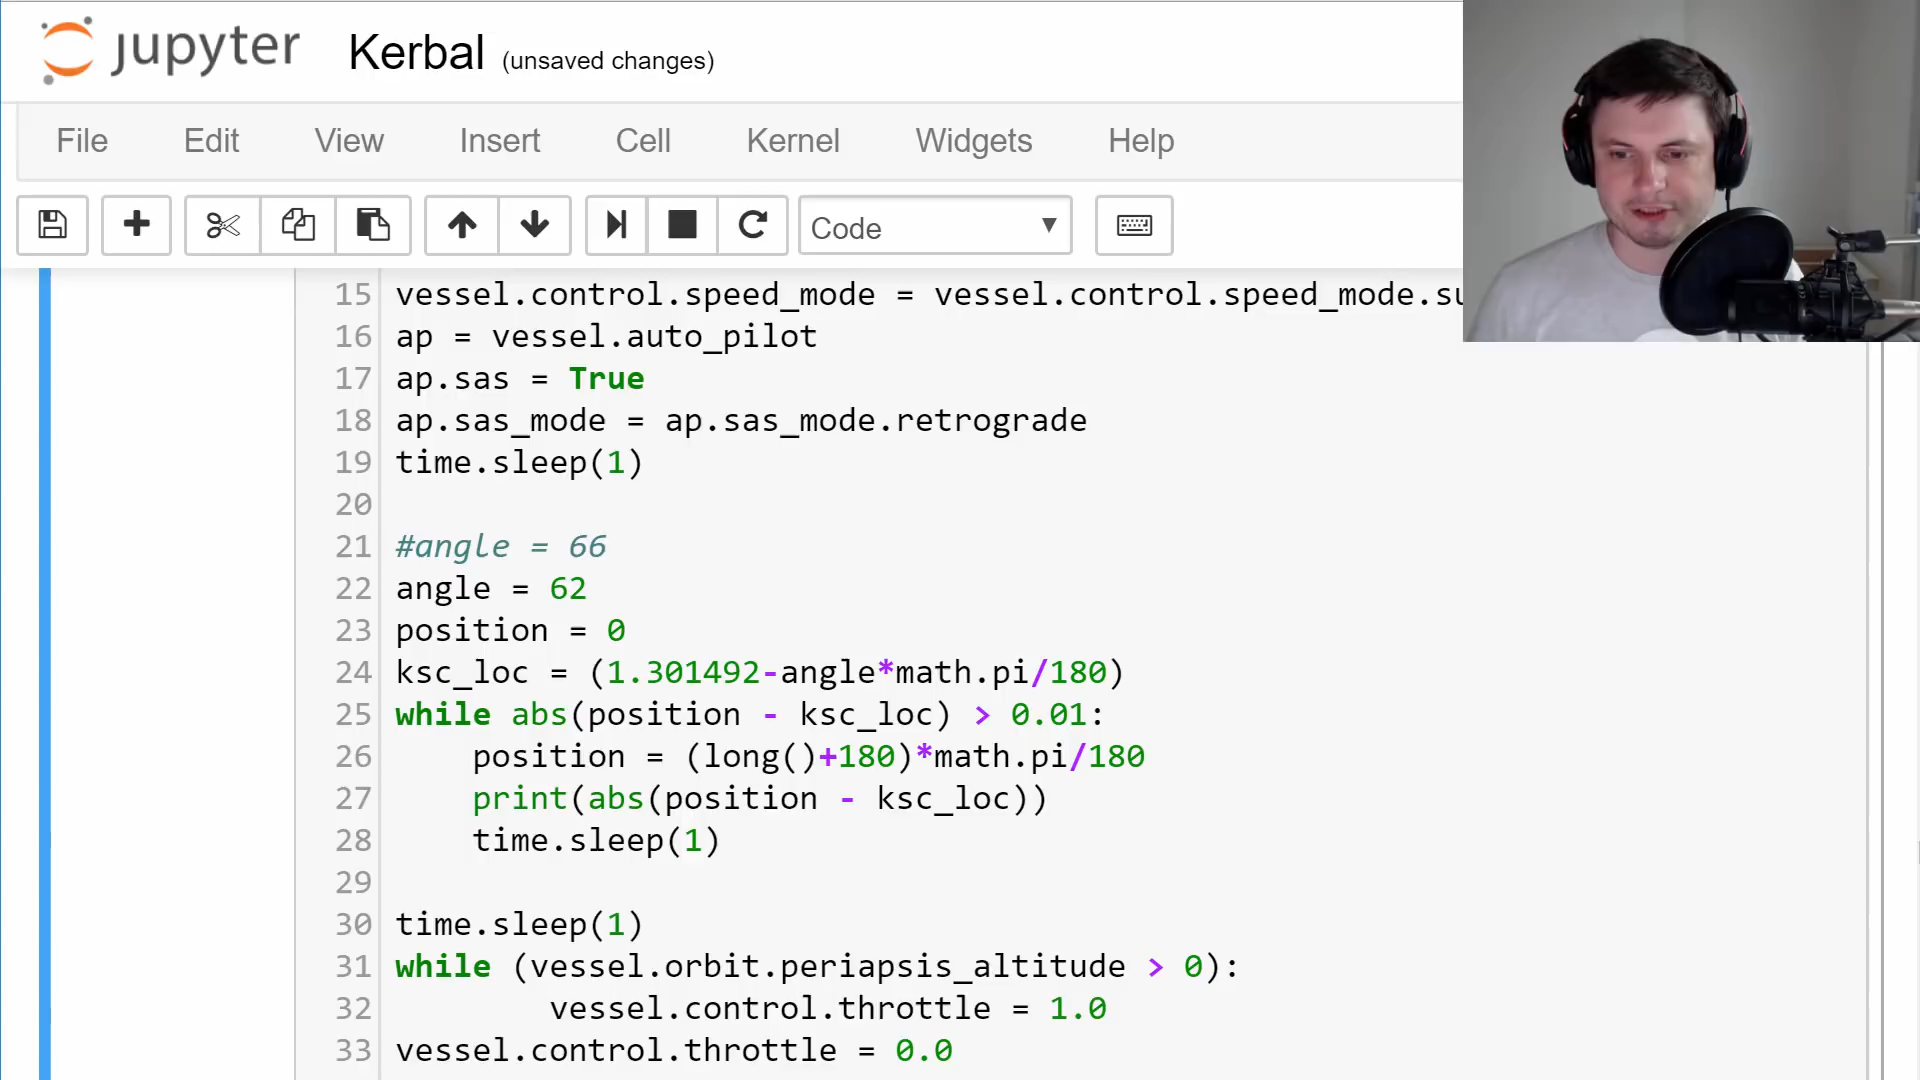 jupyter Kerbal (unsaved changes)
File Edit View Insert Cell Kernel Widgets Help
Code
15 vessel.control.speed_mode = vessel.control.speed_mode.su
16 ap = vessel.auto_pilot
17 ap.sas = True
18 ap.sas_mode = ap.sas_mode.retrograde
19 time.sleep(1)
20
21 #angle = 66
22 angle = 62
23 position = 0
24 ksc_loc = (1.301492-angle*math.pi/180)
25 while abs(position - ksc_loc) > 0.01:
26     position = (long()+180)*math.pi/180
27     print(abs(position - ksc_loc))
28     time.sleep(1)
29
30 time.sleep(1)
31 while (vessel.orbit.periapsis_altitude > 0):
32         vessel.control.throttle = 1.0
33 vessel.control.throttle = 0.0